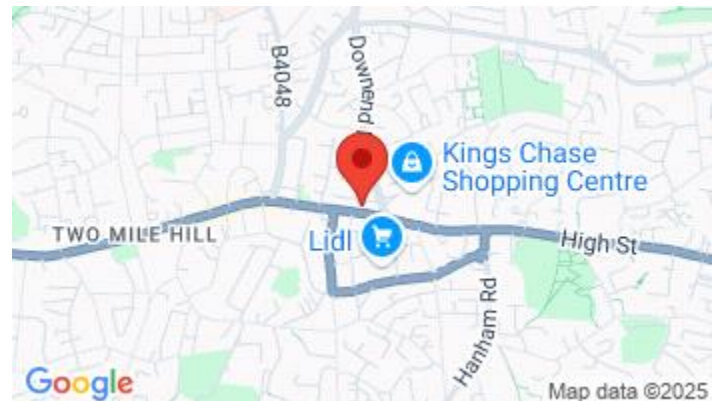 Downend
B4048
Kings Chase
Shopping Centre
TWO MILE HILL
Lidl
High St
Hanham Rd
Google
Map data ©2025